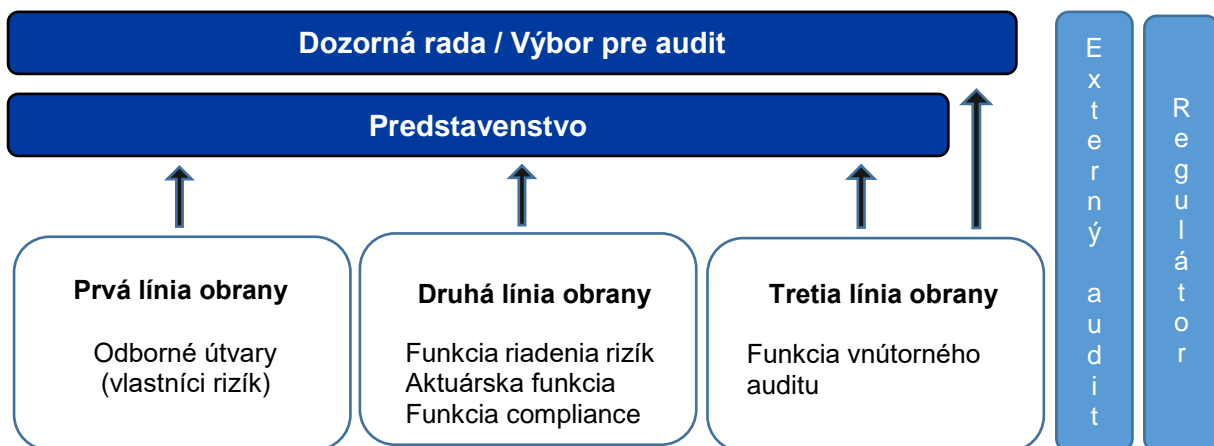 Dozorná rada / Výbor pre audit
Predstavenstvo
Prvá línia obrany
Odborné útvary
(vlastníci rizík)
Druhá línia obrany
Funkcia riadenia rizík
Aktuárska funkcia
Funkcia compliance
Tretia línia obrany
Funkcia vnútorného
auditu
Externý audit
Regulátor